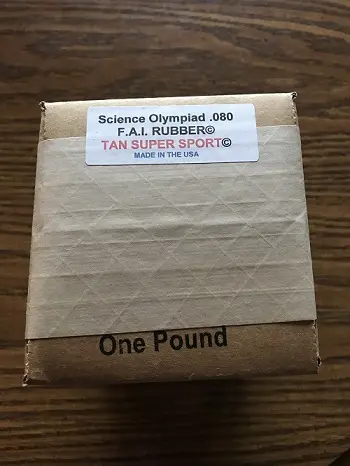 Science Olympiad .080
F.A.I. RUBBER©
TAN SUPER SPORT©
MADE IN THE USA
One Pound